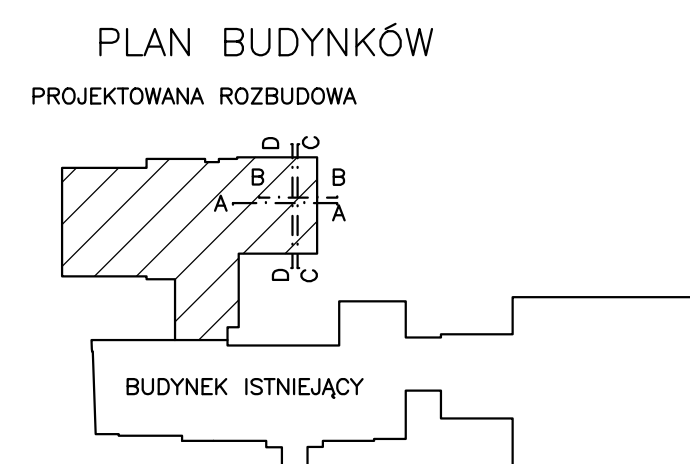 PLAN BUDYNKÓW
PROJEKTOWANA ROZBUDOWA
D C
B B
A A
D C
BUDYNEK ISTNIEJĄCY